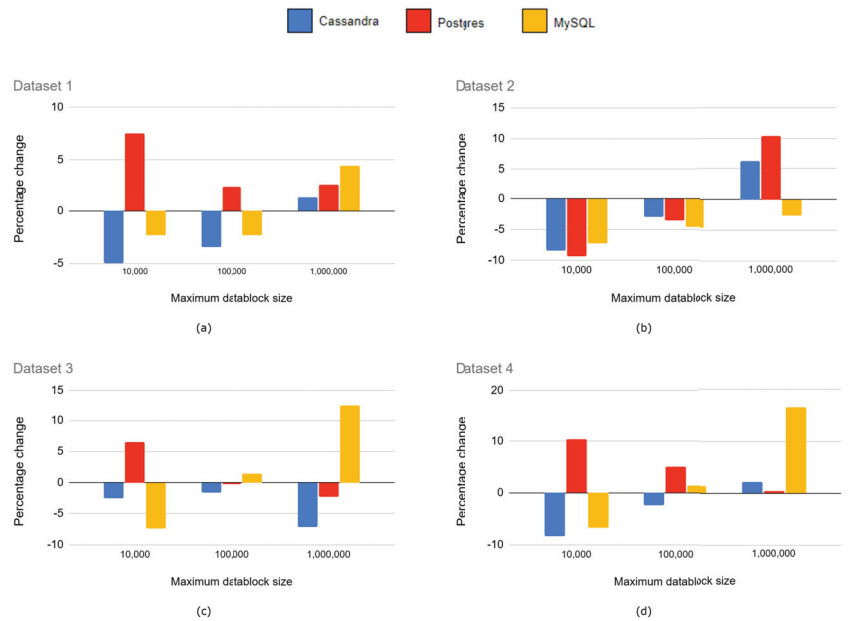 Cassandra Postgres MySQL
Dataset 1
Percentage change
10
5
0
-5
10,000 100,000 1,000,000
Maximum datablock size
(a)
Dataset 2
Percentage change
15
10
5
0
-5
-10
10,000 100,000 1,000,000
Maximum datablock size
(b)
Dataset 3
Percentage change
15
10
5
0
-5
-10
10,000 100,000 1,000,000
Maximum datablock size
(c)
Dataset 4
Percentage change
20
10
0
-10
10,000 100,000 1,000,000
Maximum datablock size
(d)